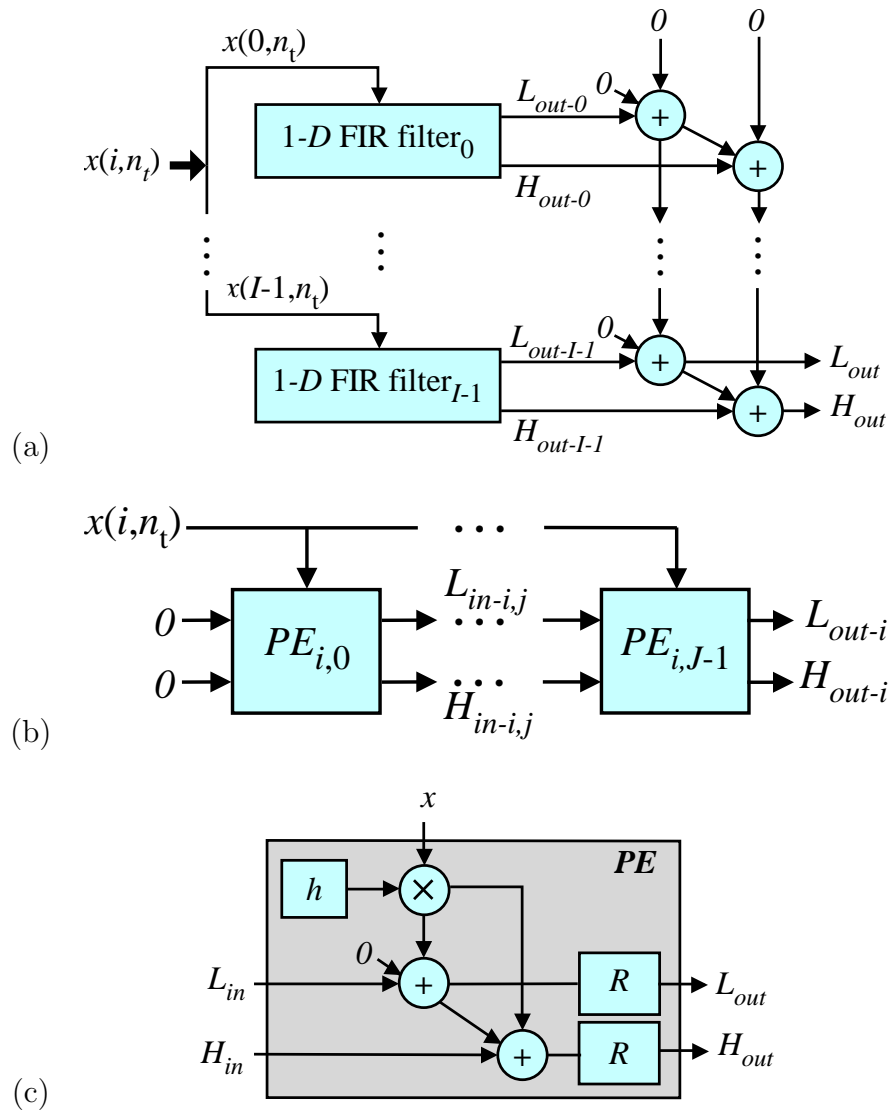 0 0
x(0,n_t)
L_out-0 0
+
1-D FIR filter_0
x(i,n_t)
+
H_out-0
x(I-1,n_t)
0
L_out-I-1
+
L_out
1-D FIR filter_I-1
+
H_out
H_out-I-1
(a)
x(i,n_t)
L_in-i,j
0
PE_i,0
PE_i,J-1
L_out-i
0
H_out-i
H_in-i,j
(b)
x
PE
h
×
0
L_in
+
R
L_out
H_in
+
R
H_out
(c)